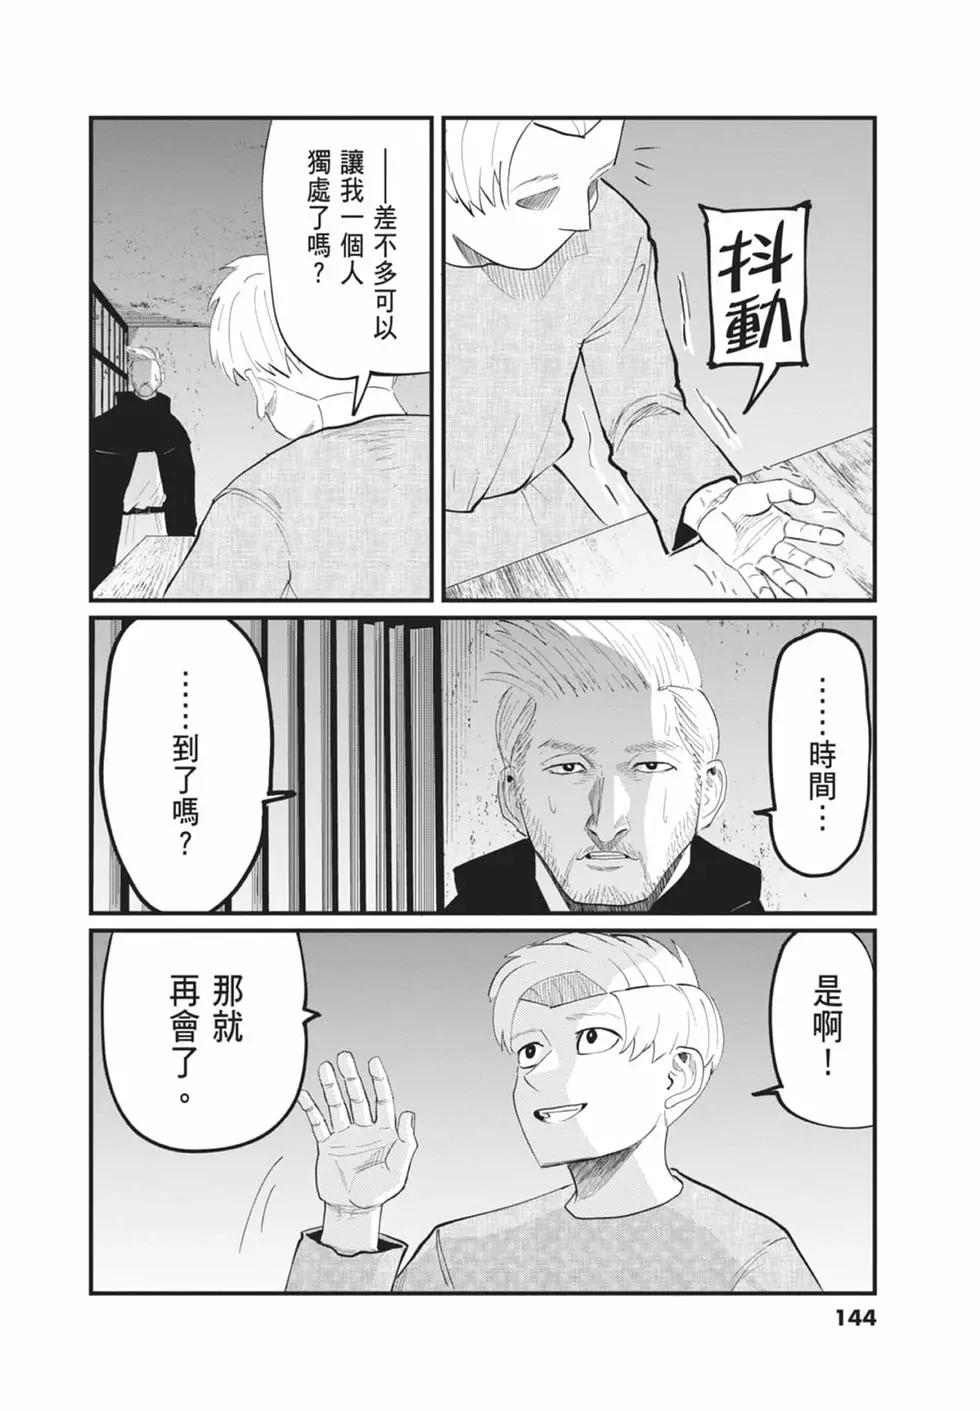 抖動
——差不多可以
讓我一個人
獨處了嗎？
……時間…
……到了嗎？
是啊！
那就
再會了。
144